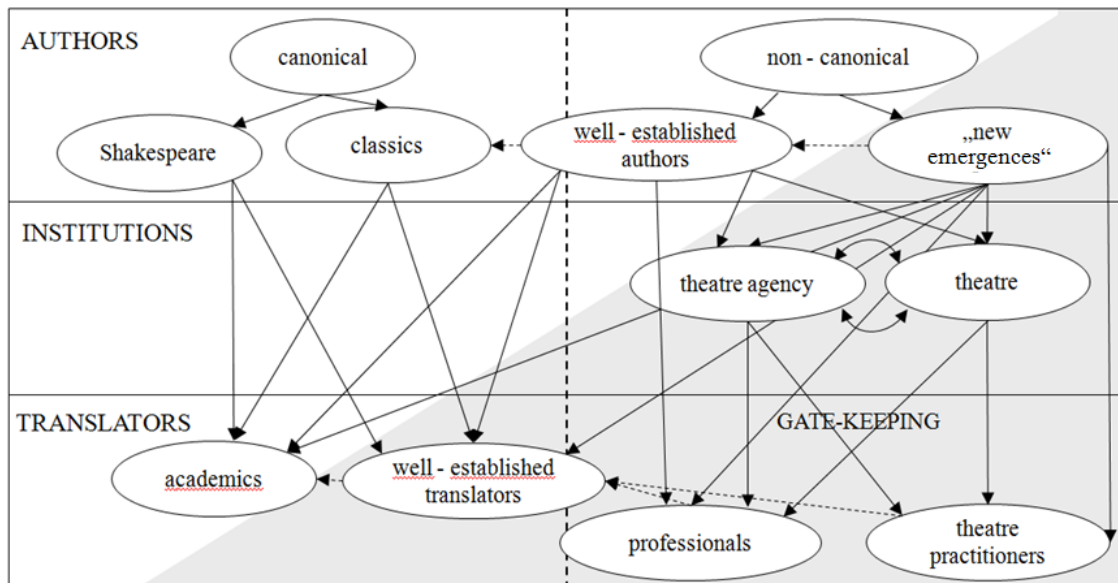 AUTHORS
canonical
non - canonical
Shakespeare
classics
well - established
authors
„new
emergences“
INSTITUTIONS
theatre agency
theatre
TRANSLATORS
GATE-KEEPING
academics
well - established
translators
professionals
theatre
practitioners